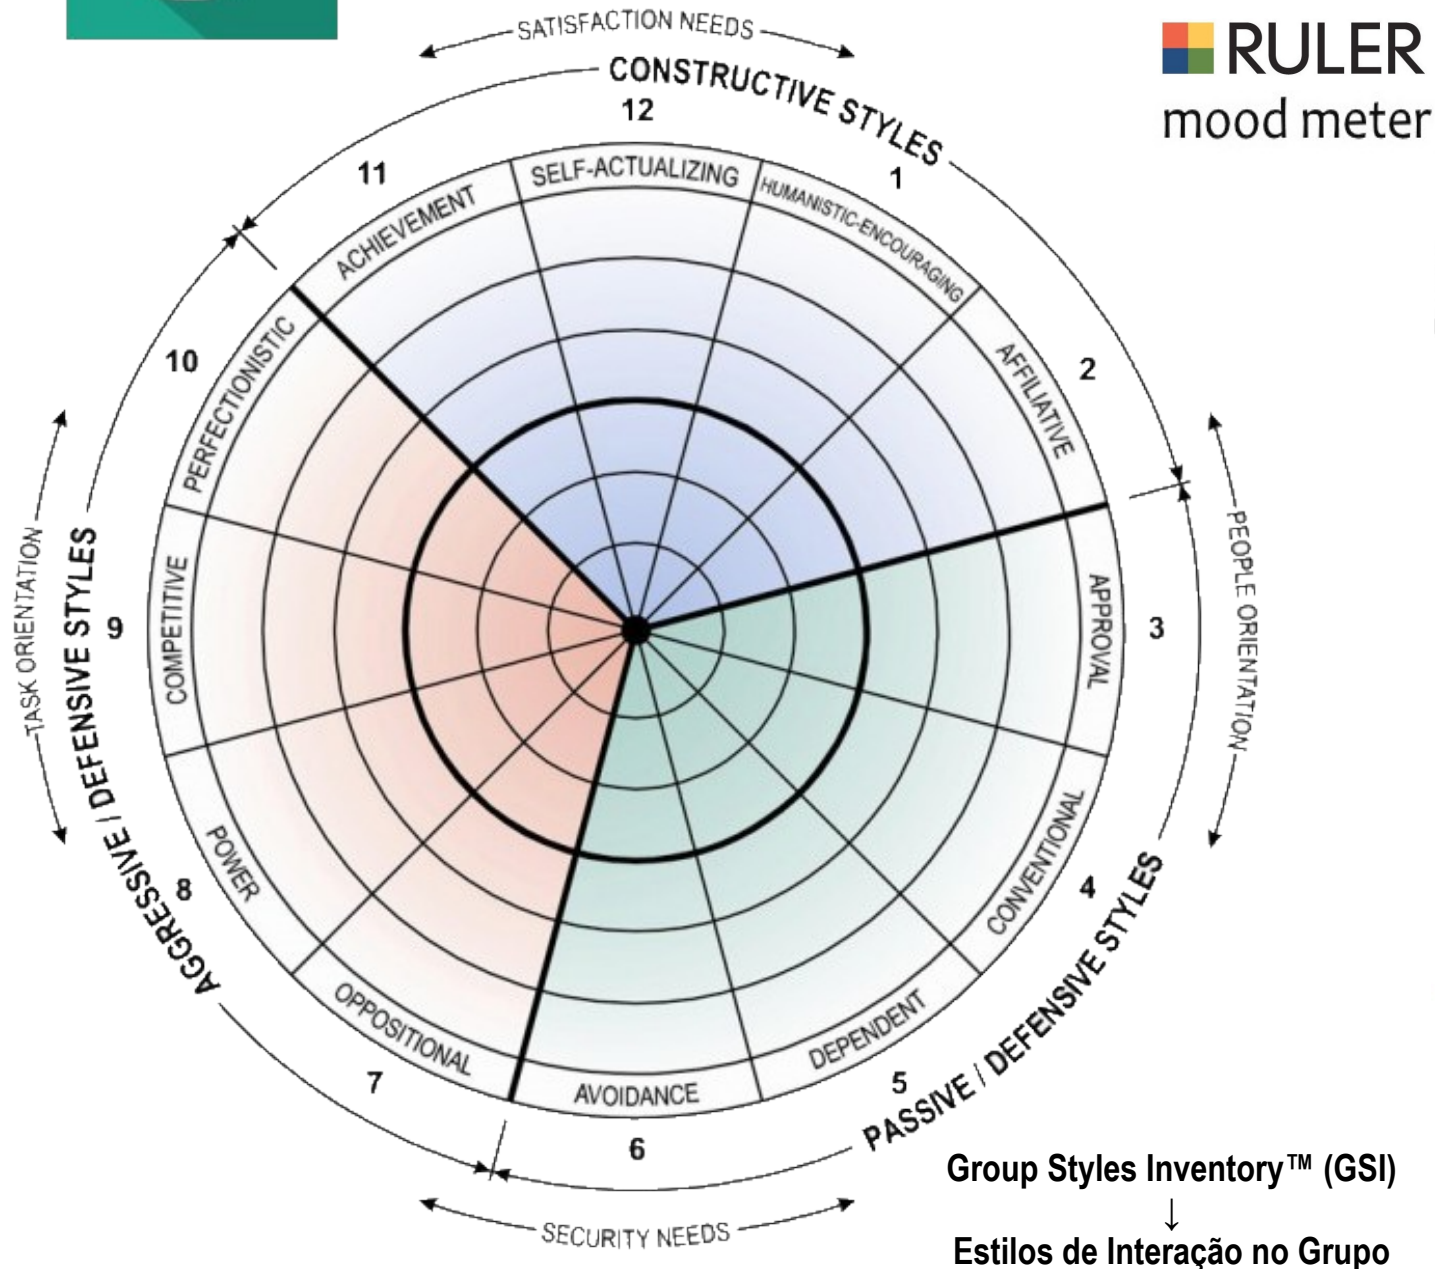 SATISFACTION NEEDS
CONSTRUCTIVE STYLES
RULER
mood meter
12
11
1
SELF-ACTUALIZING
HUMANISTIC-ENCOURAGING
ACHIEVEMENT
AFFILIATIVE
2
10
PERFECTIONISTIC
TASK ORIENTATION
AGGRESSIVE / DEFENSIVE STYLES
9
COMPETITIVE
APPROVAL
3
PEOPLE ORIENTATION
8
POWER
CONVENTIONAL
4
7
OPPOSITIONAL
AVOIDANCE
DEPENDENT
5
PASSIVE / DEFENSIVE STYLES
6
SECURITY NEEDS
Group Styles Inventory™ (GSI)
↓
Estilos de Interação no Grupo